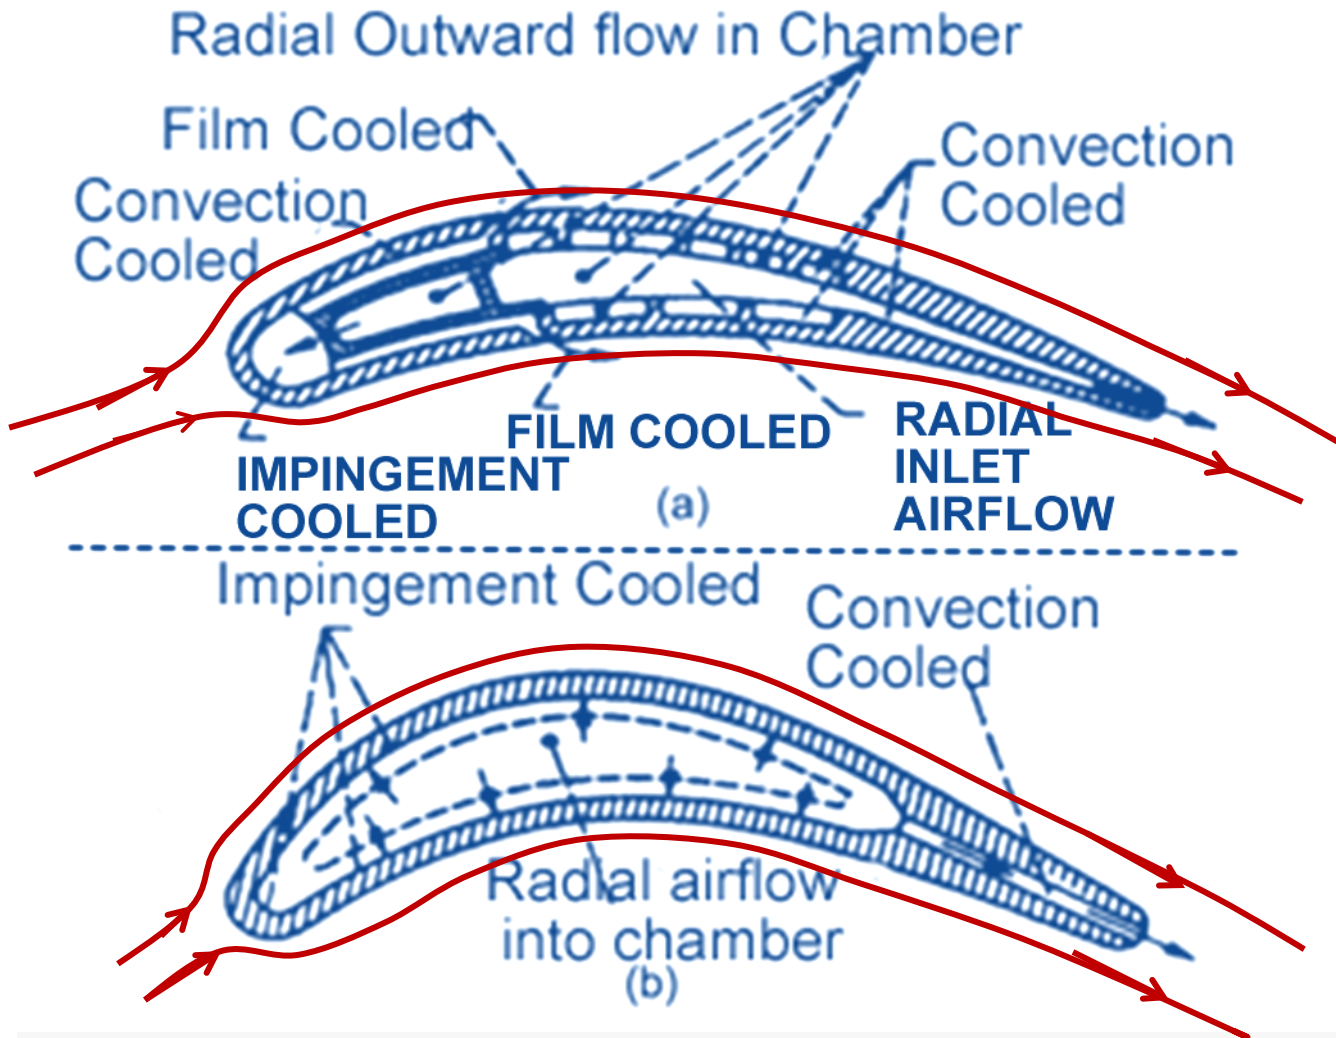 Radial Outward flow in Chamber
Film Cooled
Convection
Cooled
Convection
Cooled
FILM COOLED
RADIAL
INLET
AIRFLOW
IMPINGEMENT
COOLED
(a)
Impingement Cooled
Convection
Cooled
Radial airflow
into chamber
(b)